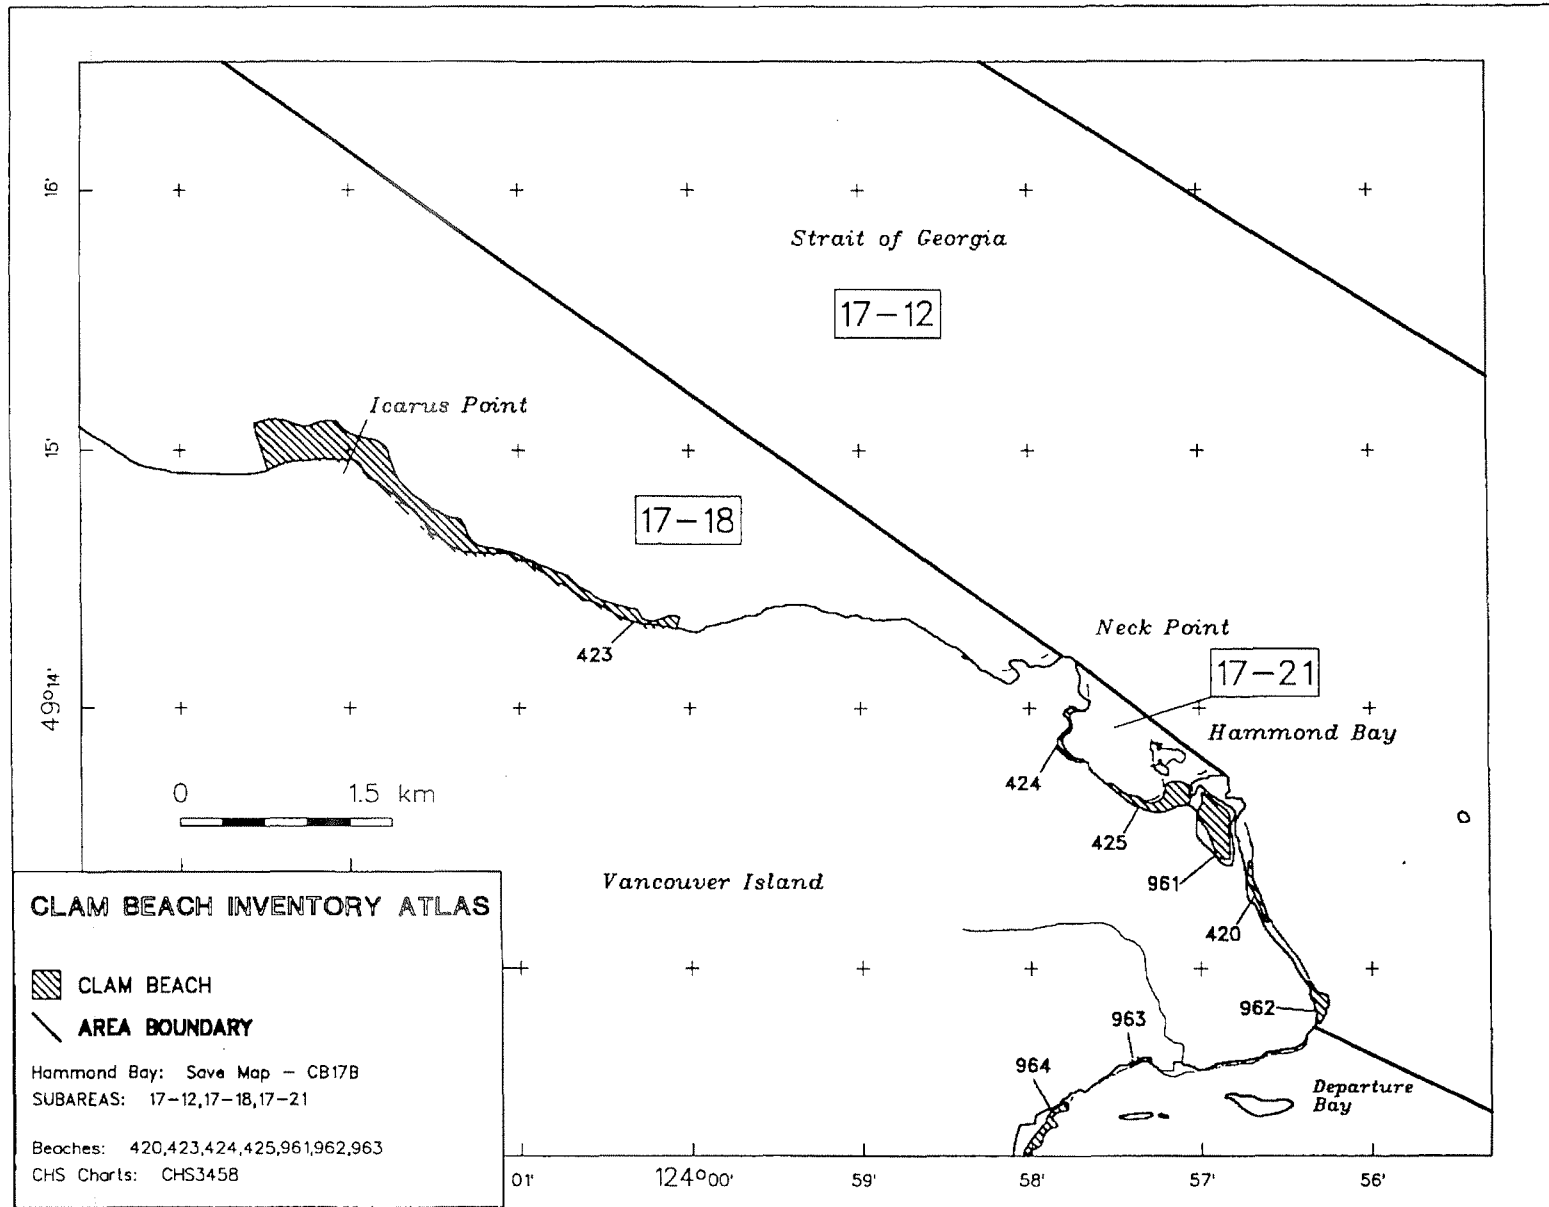 16'
Strait of Georgia
17-12
Icarus Point
15'
17-18
Neck Point
423
17-21
49°14'
Hammond Bay
424
0 1.5 km
425
Vancouver Island
961
CLAM BEACH INVENTORY ATLAS
420
CLAM BEACH
962
963
AREA BOUNDARY
964
Hammond Bay: Save Map - CB17B
Departure
Bay
SUBAREAS: 17-12,17-18,17-21
Beaches: 420,423,424,425,961,962,963
CHS Charts: CHS3458
01' 124°00' 59' 58' 57' 56'